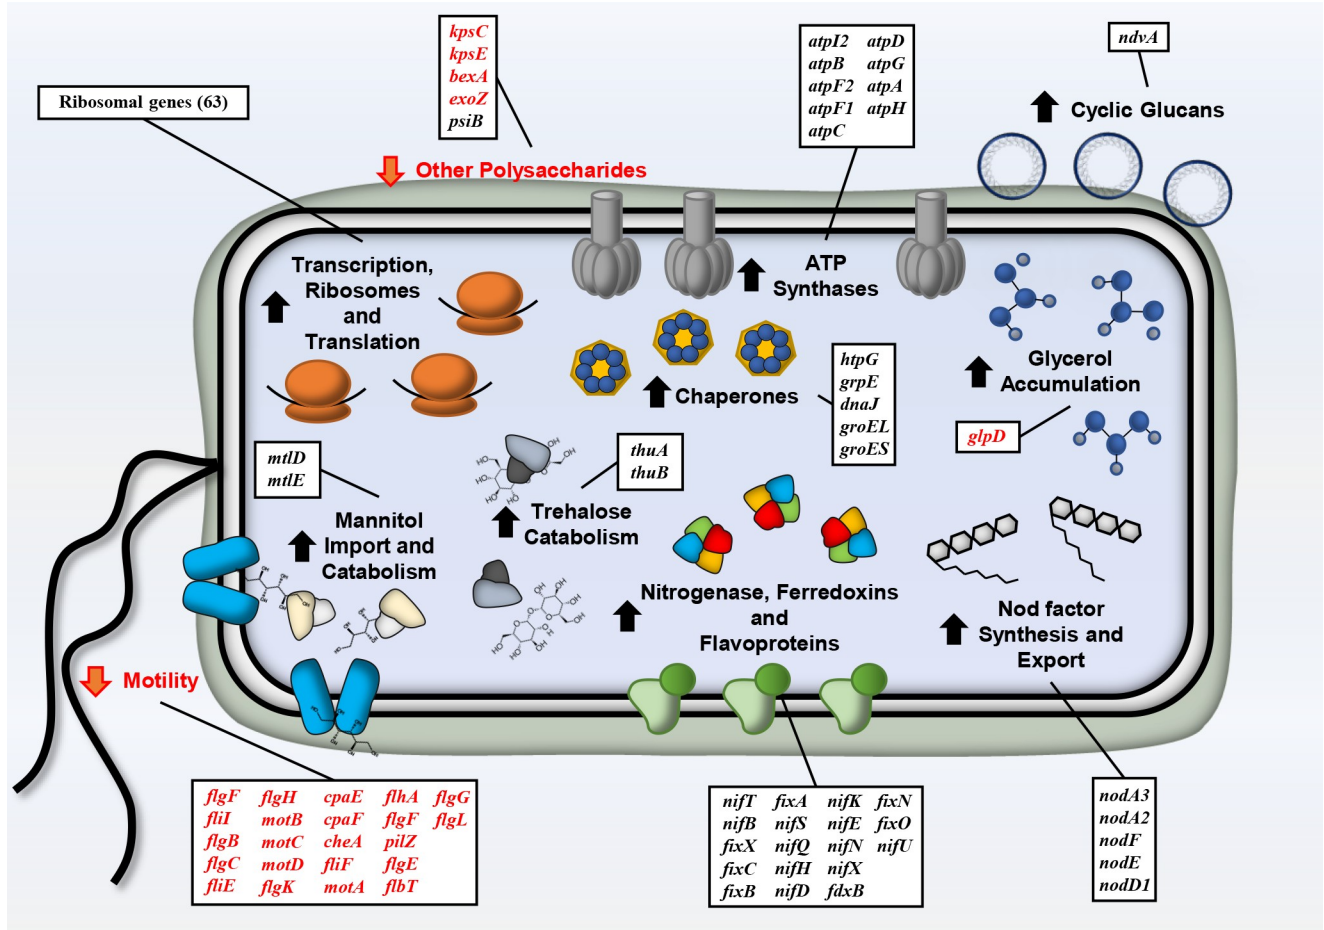 kpsC
kpsE
bexA
exoZ
psiB
Other Polysaccharides
Ribosomal genes (63)
atpI2 atpD
atpB atpG
atpF2 atpA
atpF1 atpH
atpC
ndvA
Cyclic Glucans
Transcription,
Ribosomes
and
Translation
ATP
Synthases
Chaperones
htpG
grpE
dnaJ
groEL
groES
Glycerol
Accumulation
glpD
mtlD
mtlE
Mannitol
Import and
Catabolism
thuA
thuB
Trehalose
Catabolism
Nitrogenase, Ferredoxins
and
Flavoproteins
Nod factor
Synthesis and
Export
Motility
flgF flgH cpaE flhA flgG
fliI motB cpaF flgF flgL
flgB motC cheA pilZ
flgC motD fliF flgE
fliE flgK motA flbT
nifT fixA nifK fixN
nifB nifS nifE fixO
fixX nifQ nifN nifU
fixC nifH nifX
fixB nifD fdxB
nodA3
nodA2
nodF
nodE
nodD1